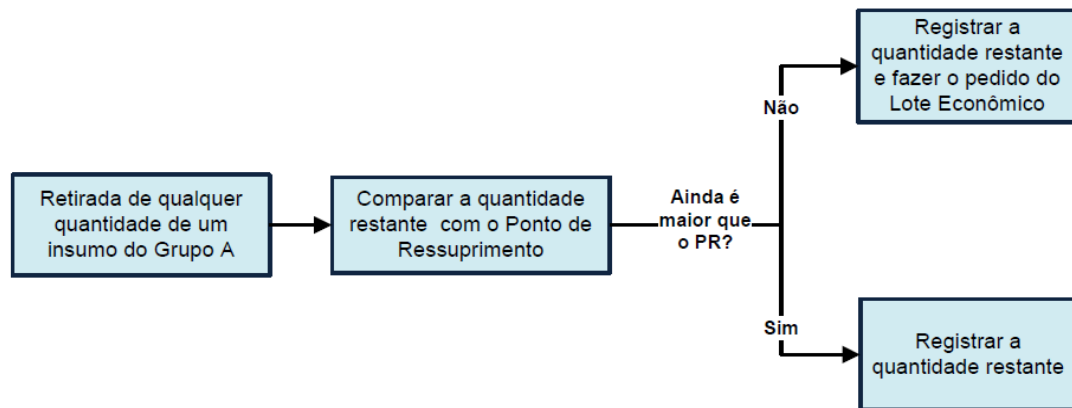 Retirada de qualquer
quantidade de um
insumo do Grupo A
Comparar a quantidade
restante com o Ponto de
Ressuprimento
Ainda é
maior que
o PR?
Não
Registrar a
quantidade restante
e fazer o pedido do
Lote Econômico
Sim
Registrar a
quantidade restante